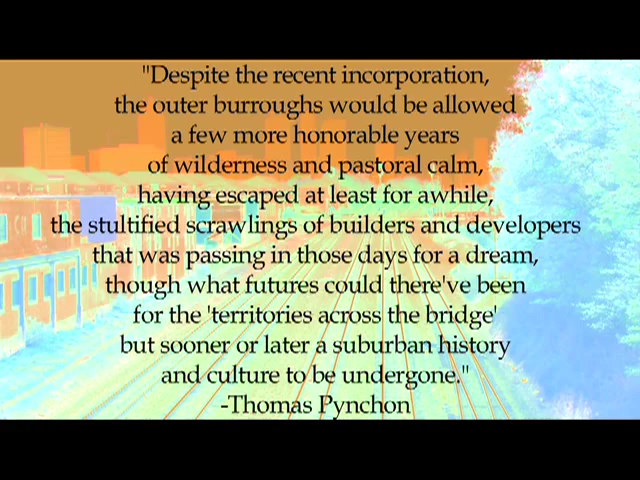 "Despite the recent incorporation,
the outer burroughs would be allowed
a few more honorable years
of wilderness and pastoral calm,
having escaped at least for awhile,
the stultified scrawlings of builders and developers
that was passing in those days for a dream,
though what futures could there've been
for the 'territories across the bridge'
but sooner or later a suburban history
and culture to be undergone."
-Thomas Pynchon